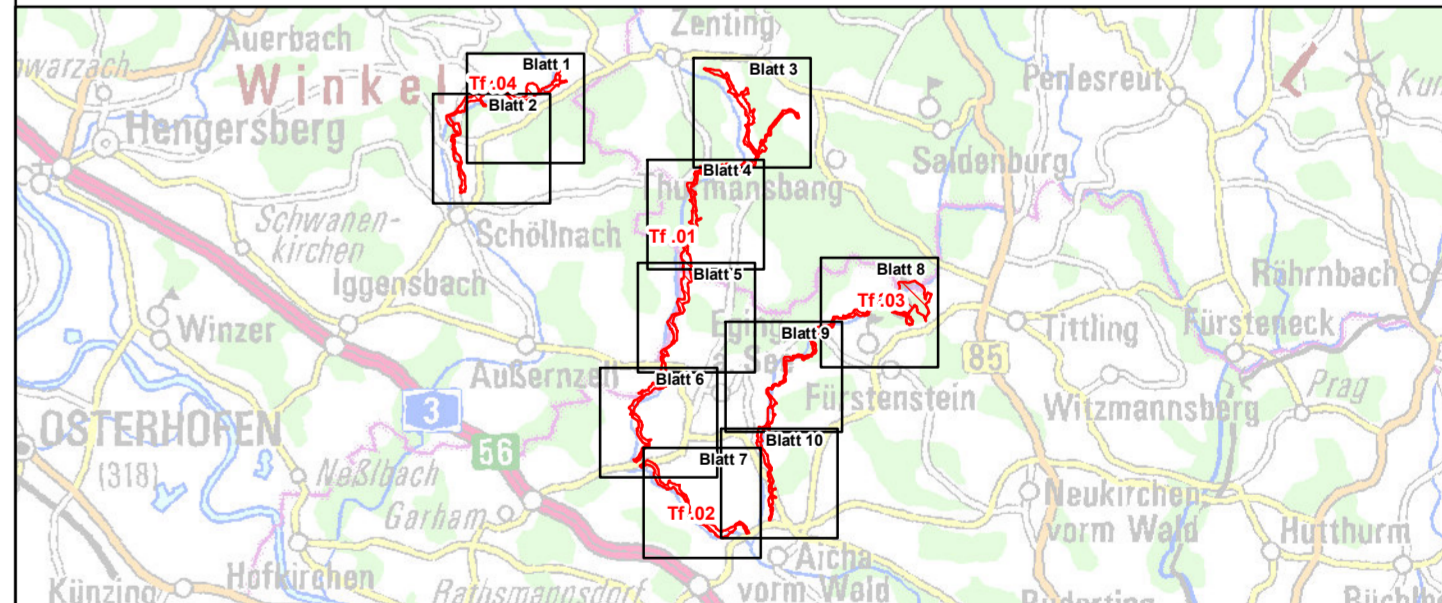 Zenting
Auerbach
Blatt 1
Blatt 3
Perlesreut
Tf .04
Winkel
Blatt 2
Hengersberg
Saldenburg
Blatt 4
Thurmansbang
Schwanen-
kirchen
Schöllnach
Tf .01
Blatt 5
Blatt 8
Röhrnbach
Iggensbach
Tf .03
Winzer
Eging
a. See
Blatt 9
Tittling
Fürsteneck
85
Außernzell
Blatt 6
Fürstenstein
Prag
3
Witzmannsberg
OSTERHOFEN
(318)
56
Blatt 10
Blatt 7
Neßlbach
Garham
Tf .02
Neukirchen
vorm Wald
Hutthurm
Aicha
vorm Wald
Hofkirchen
Künzing
Rathsmannsdorf